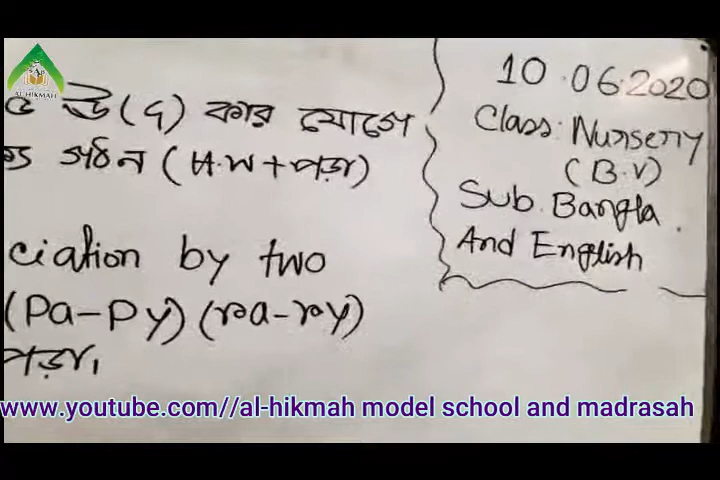 AL-HIKMAH
ঊ (ূ) কার যোগে
গঠন (H.W + পড়া)
ciation by two
(Pa-Py) (ra-ry)
পড়া।
10.06.2020
Class: Nursery
(B.V)
Sub. Bangla.
And English
www.youtube.com//al-hikmah model school and madrasah